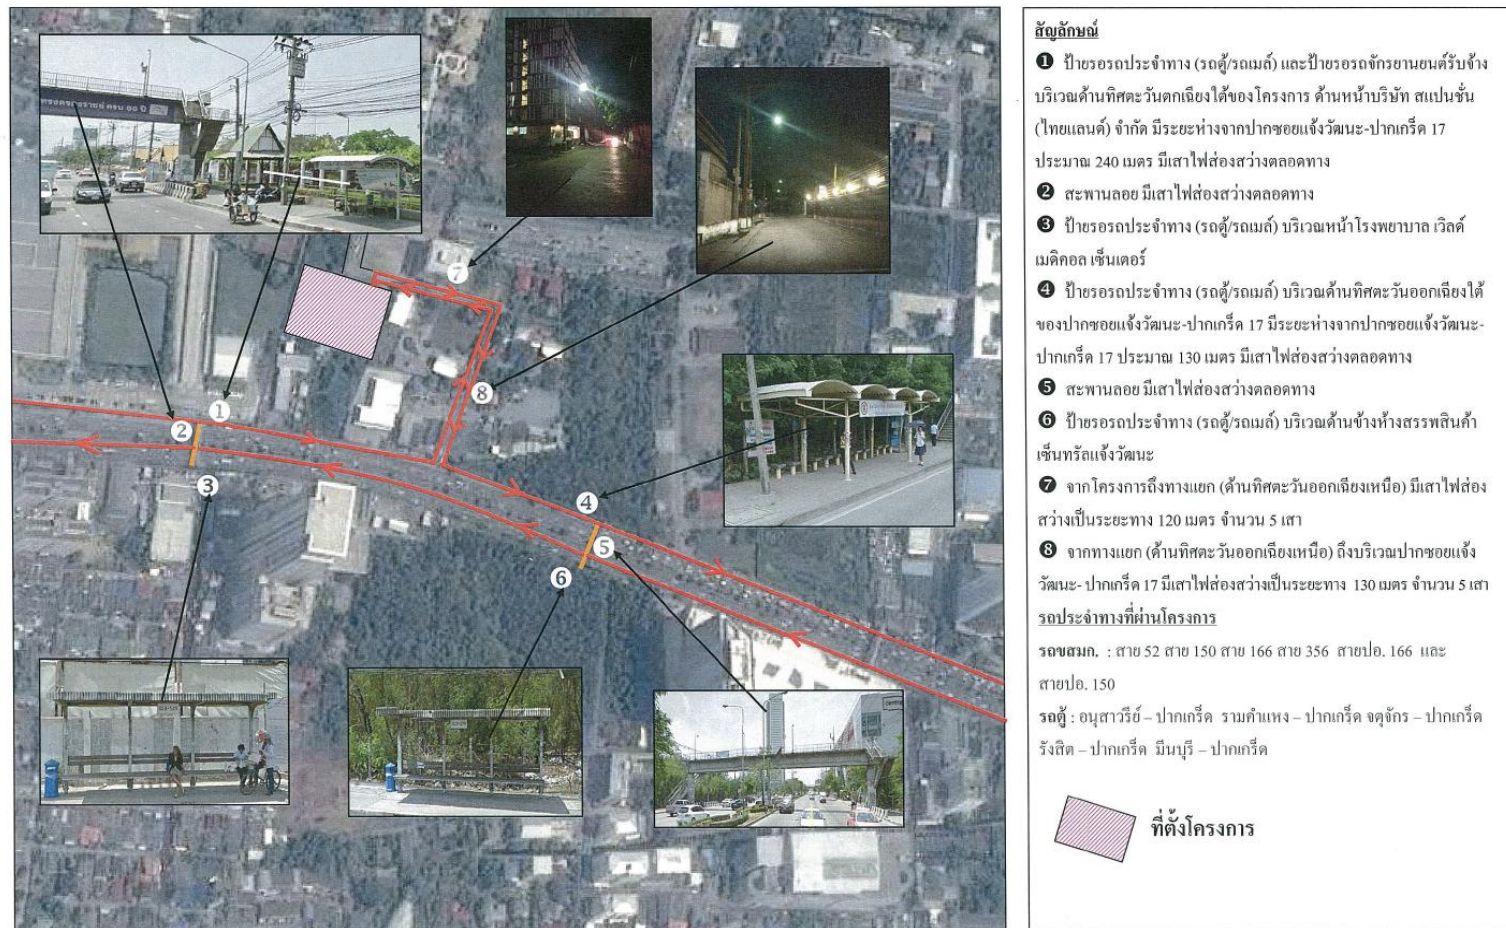 สัญลักษณ์
❶ ป้ายรอรถประจำทาง (รถตู้/รถเมล์) และป้ายรอรถจักรยานยนต์รับจ้าง
บริเวณด้านทิศตะวันตกเฉียงใต้ของโครงการ ด้านหน้าบริษัท สแปนชั่น
(ไทยแลนด์) จำกัด มีระยะห่างจากปากซอยแจ้งวัฒนะ-ปากเกร็ด 17
ประมาณ 240 เมตร มีเสาไฟส่องสว่างตลอดทาง
❷ สะพานลอย มีเสาไฟส่องสว่างตลอดทาง
❸ ป้ายรอรถประจำทาง (รถตู้/รถเมล์) บริเวณหน้าโรงพยาบาล เวิลด์
เมดิคอล เซ็นเตอร์
❹ ป้ายรอรถประจำทาง (รถตู้/รถเมล์) บริเวณด้านทิศตะวันออกเฉียงใต้
ของปากซอยแจ้งวัฒนะ-ปากเกร็ด 17 มีระยะห่างจากปากซอยแจ้งวัฒนะ-
ปากเกร็ด 17 ประมาณ 130 เมตร มีเสาไฟส่องสว่างตลอดทาง
❺ สะพานลอย มีเสาไฟส่องสว่างตลอดทาง
❻ ป้ายรอรถประจำทาง (รถตู้/รถเมล์) บริเวณด้านข้างห้างสรรพสินค้า
เซ็นทรัลแจ้งวัฒนะ
❼ จากโครงการถึงทางแยก (ด้านทิศตะวันออกเฉียงเหนือ) มีเสาไฟส่อง
สว่างเป็นระยะทาง 120 เมตร จำนวน 5 เสา
❽ จากทางแยก (ด้านทิศตะวันออกเฉียงเหนือ) ถึงบริเวณปากซอยแจ้ง
วัฒนะ- ปากเกร็ด 17 มีเสาไฟส่องสว่างเป็นระยะทาง 130 เมตร จำนวน 5 เสา
รถประจำทางที่ผ่านโครงการ
รถขสมก. : สาย 52 สาย 150 สาย 166 สาย 356 สายปอ. 166 และ
สายปอ. 150
รถตู้ : อนุสาวรีย์ – ปากเกร็ด รามคำแหง – ปากเกร็ด จตุจักร – ปากเกร็ด
รังสิต – ปากเกร็ด มีนบุรี – ปากเกร็ด
ที่ตั้งโครงการ
7
8
1
2
3
4
5
6